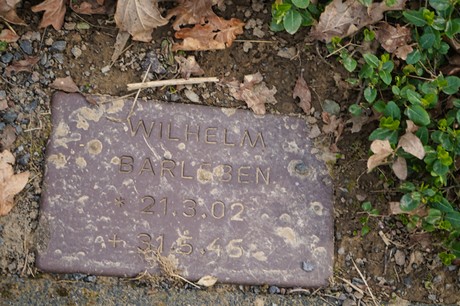 WILHELM
BARLEBEN
* 21.3.02
+ 31.5.45